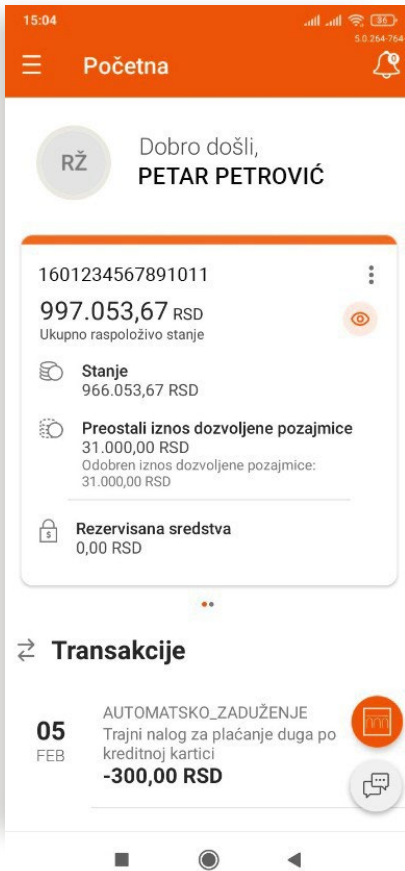 15:04
36
5.0.264-764
Početna
RŽ
Dobro došli,
PETAR PETROVIĆ
1601234567891011
997.053,67 RSD
Ukupno raspoloživo stanje
Stanje
966.053,67 RSD
Preostali iznos dozvoljene pozajmice
31.000,00 RSD
Odobren iznos dozvoljene pozajmice:
31.000,00 RSD
Rezervisana sredstva
0,00 RSD
Transakcije
AUTOMATSKO_ZADUŽENJE
05
FEB
Trajni nalog za plaćanje duga po
kreditnoj kartici
-300,00 RSD